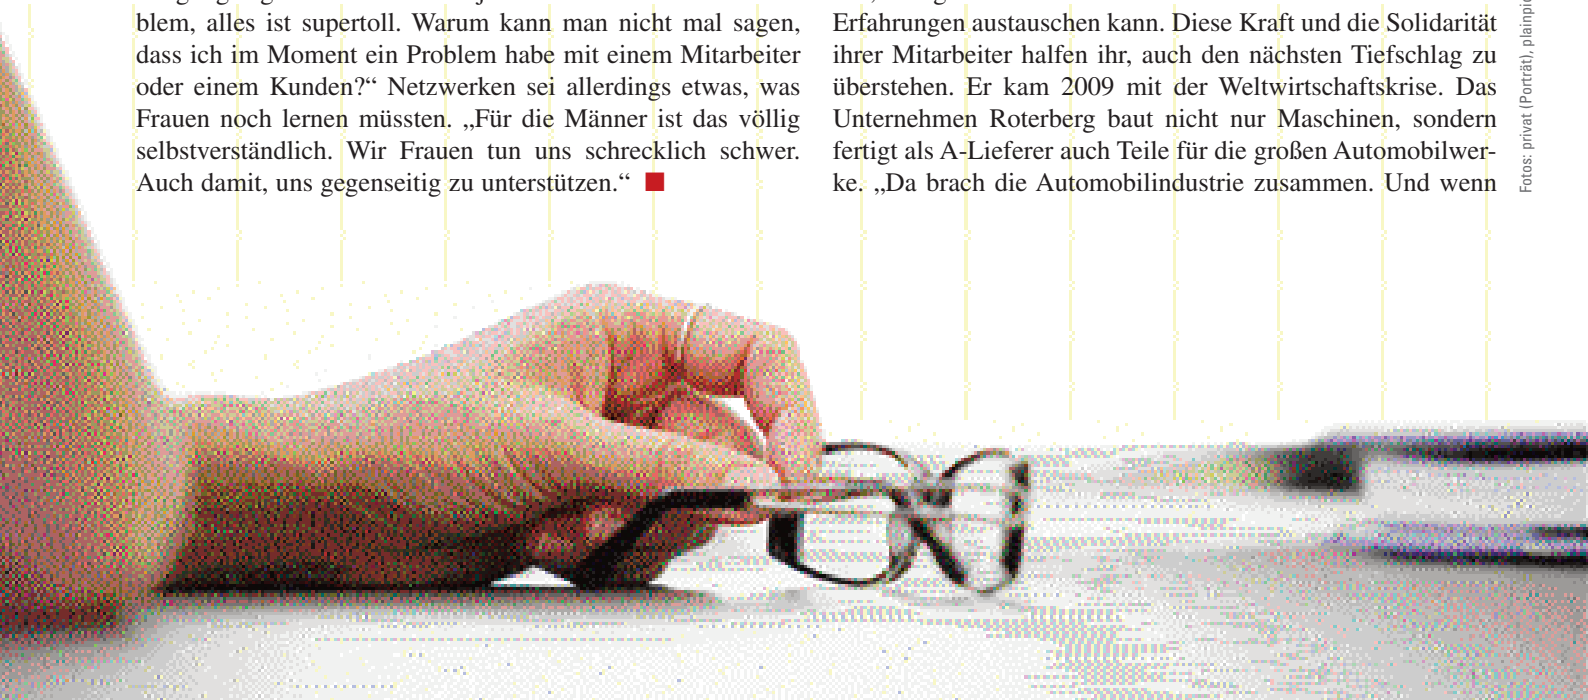 blem, alles ist supertoll. Warum kann man nicht mal sagen,
dass ich im Moment ein Problem habe mit einem Mitarbeiter
oder einem Kunden?“ Netzwerken sei allerdings etwas, was
Frauen noch lernen müssten. „Für die Männer ist das völlig
selbstverständlich. Wir Frauen tun uns schrecklich schwer.
Auch damit, uns gegenseitig zu unterstützen.“
Erfahrungen austauschen kann. Diese Kraft und die Solidarität
ihrer Mitarbeiter halfen ihr, auch den nächsten Tiefschlag zu
überstehen. Er kam 2009 mit der Weltwirtschaftskrise. Das
Unternehmen Roterberg baut nicht nur Maschinen, sondern
fertigt als A-Lieferer auch Teile für die großen Automobilwer-
ke. „Da brach die Automobilindustrie zusammen. Und wenn
Fotos: privat (Porträt),